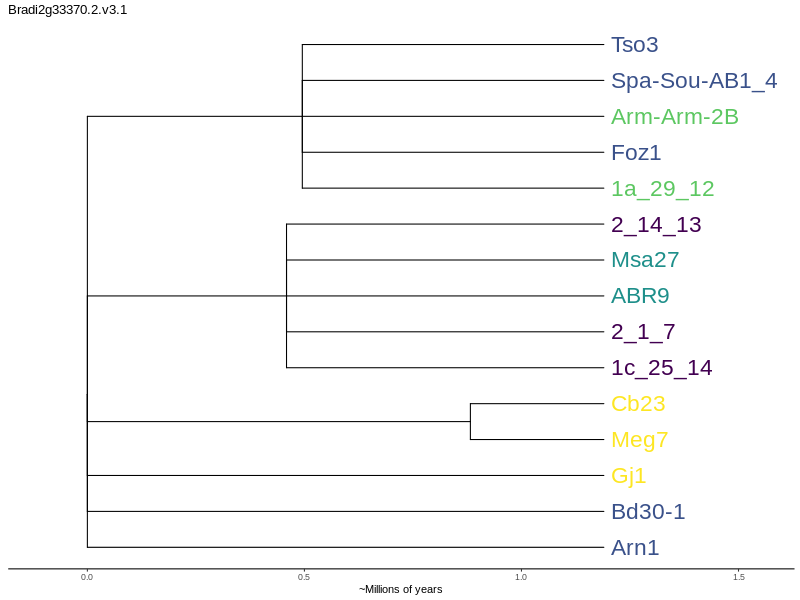 Bradi2g33370.2.v3.1
Tso3
Spa-Sou-AB1_4
Arm-Arm-2B
Foz1
1a_29_12
2_14_13
Msa27
ABR9
2_1_7
1c_25_14
Cb23
Meg7
Gj1
Bd30-1
Arn1
0.0 0.5 1.0 1.5
~Millions of years